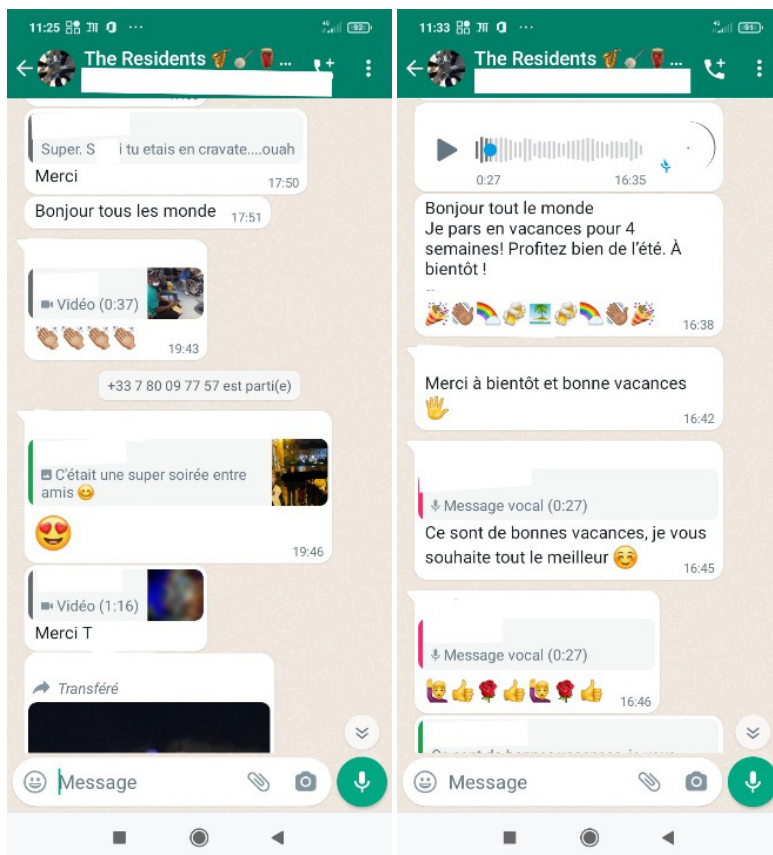 11:25
4G
92
The Residents 🎷🪕🥁...
Super. S i tu etais en cravate....ouah
Merci
17:50
Bonjour tous les monde 17:51
Vidéo (0:37)
👏🏼👏🏼👏🏼👏🏼
19:43
+33 7 80 09 77 57 est parti(e)
C'était une super soirée entre
amis 😊
😍
19:46
Vidéo (1:16)
Merci T
Transféré
Message
11:33
4G
91
The Residents 🎷🪕🥁...
0:27 16:35
Bonjour tout le monde
Je pars en vacances pour 4
semaines! Profitez bien de l'été. À
bientôt !
🎉👋🏽🌈🍻🏝️🍻🌈👋🏽🎉
16:38
Merci à bientôt et bonne vacances
🖐️
16:42
Message vocal (0:27)
Ce sont de bonnes vacances, je vous
souhaite tout le meilleur ☺️
16:45
Message vocal (0:27)
🙋‍♂️👍🌹👍🙋‍♂️🌹👍 16:46
Message